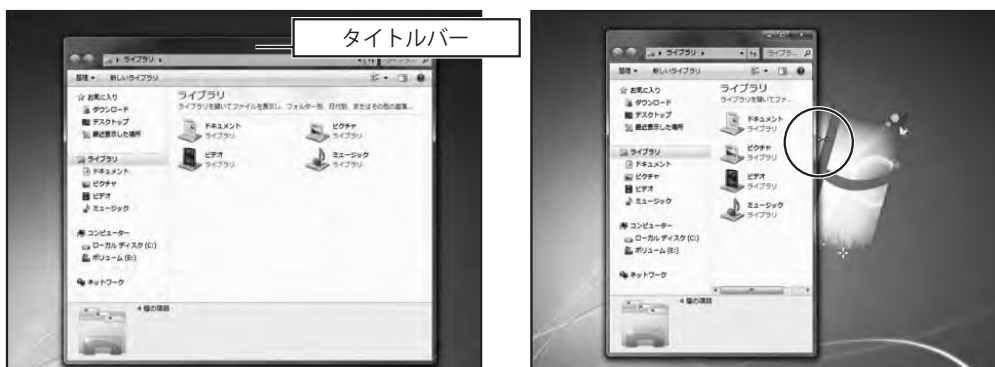 タイトルバー
ライブラリ
整理 新しいライブラリ
お気に入り
ダウンロード
デスクトップ
最近表示した場所
ライブラリ
ドキュメント
ピクチャ
ビデオ
ミュージック
コンピューター
ローカル ディスク (C:)
ボリューム (E:)
ネットワーク
ライブラリ
ライブラリを開いてファイルを表示し、フォルダー別、日付別、またはその他の基準...
ドキュメント
ライブラリ
ピクチャ
ライブラリ
ビデオ
ライブラリ
ミュージック
ライブラリ
4 個の項目
ライブラリ
整理 新しいライブラリ
お気に入り
ダウンロード
デスクトップ
最近表示した場所
ライブラリ
ドキュメント
ピクチャ
ビデオ
ミュージック
コンピューター
ローカル ディスク (C:)
ボリューム (E:)
ネットワーク
ライブラリ
ライブラリを開いてファ...
ドキュメント
ライブラリ
ピクチャ
ライブラリ
ビデオ
ライブラリ
ミュージック
ライブラリ
4 個の項目